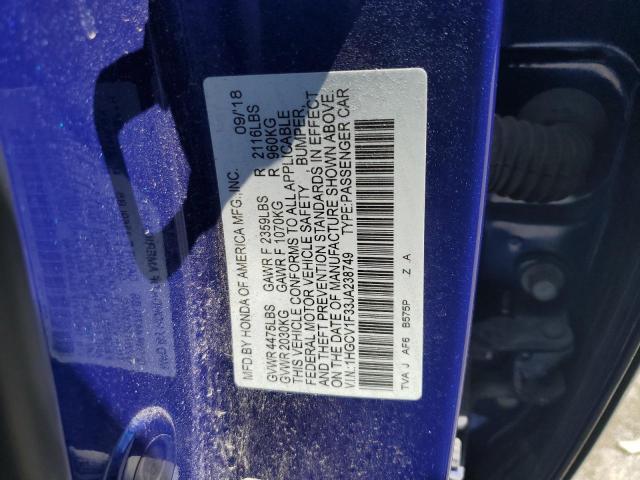 MFD.BY HONDA OF AMERICA MFG., INC. 09/18
GVWR 4475LBS GAWR F 2359LBS R 2116LBS
GVWR 2030KG GAWR F 1070KG R 960KG
THIS VEHICLE CONFORMS TO ALL APPLICABLE
FEDERAL MOTOR VEHICLE SAFETY, BUMPER,
AND THEFT PREVENTION STANDARDS IN EFFECT
ON THE DATE OF MANUFACTURE SHOWN ABOVE.
V.I.N.:1HGCV1F33JA238749 TYPE:PASSENGER CAR
TVA J AF6 B575P Z A